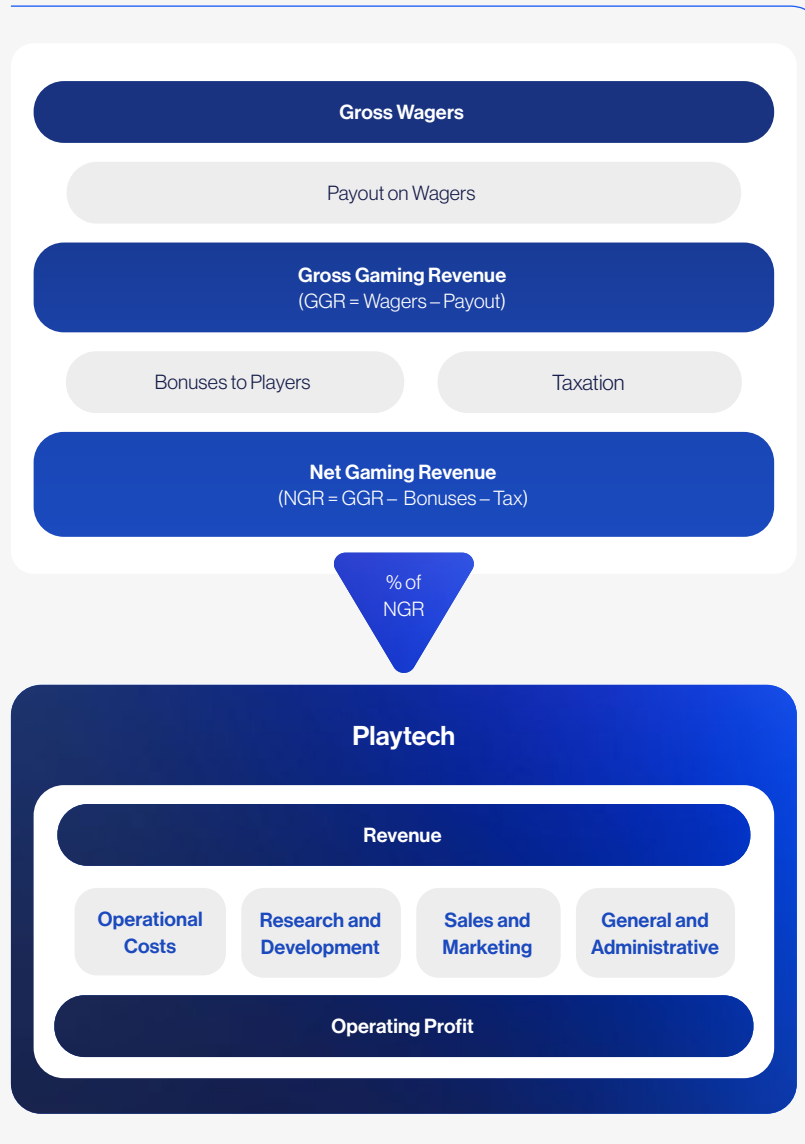 Gross Wagers
Payout on Wagers
Gross Gaming Revenue
(GGR = Wagers – Payout)
Bonuses to Players
Taxation
Net Gaming Revenue
(NGR = GGR – Bonuses – Tax)
% of
NGR
Playtech
Revenue
Operational
Costs
Research and
Development
Sales and
Marketing
General and
Administrative
Operating Profit